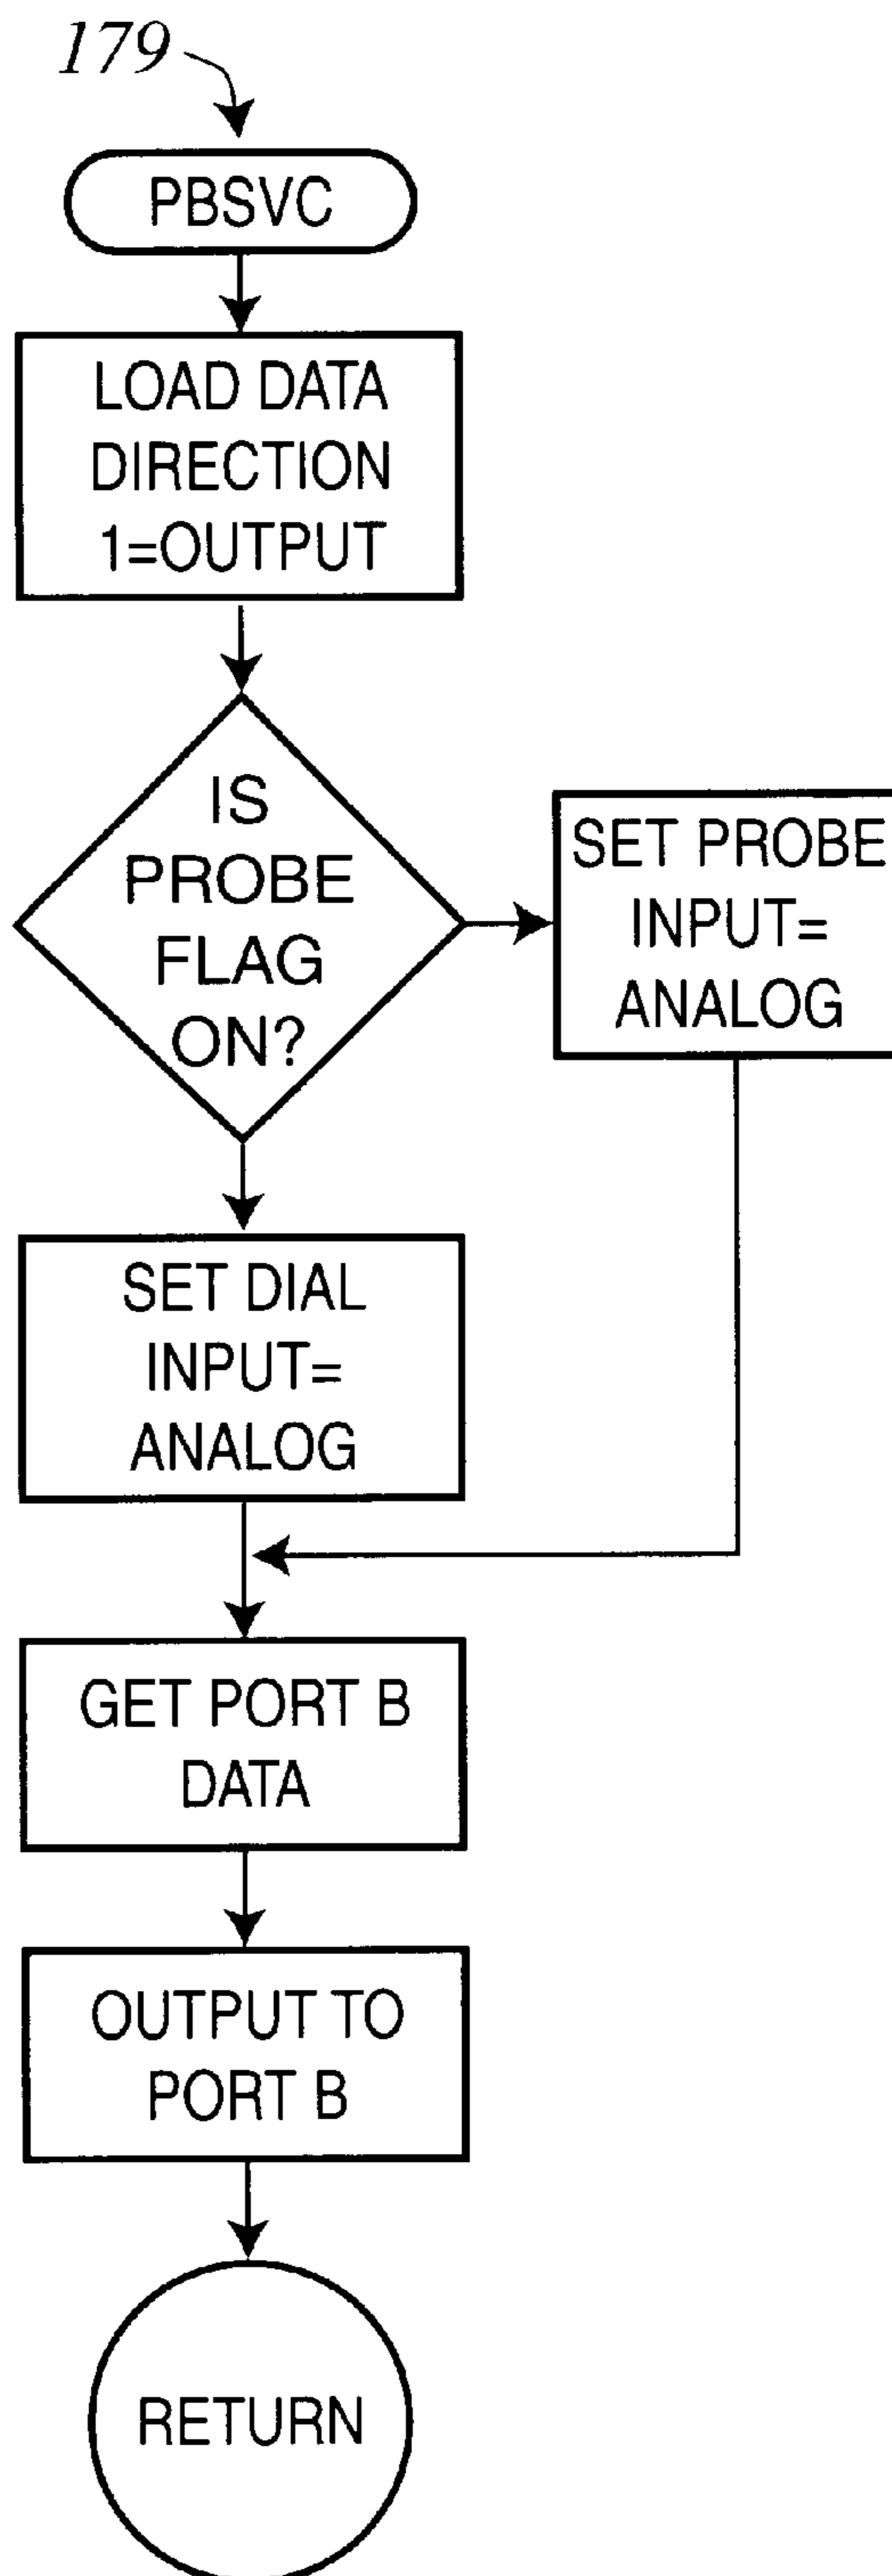 179
PBSVC
LOAD DATA
DIRECTION
1=OUTPUT
IS
PROBE
FLAG
ON?
SET PROBE
INPUT=
ANALOG
SET DIAL
INPUT=
ANALOG
GET PORT B
DATA
OUTPUT TO
PORT B
RETURN